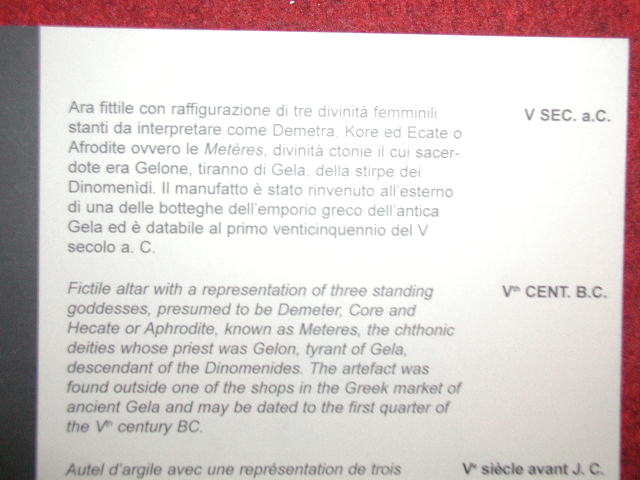 Ara fittile con raffigurazione di tre divinità femminili
stanti da interpretare come Demetra, Kore ed Ecate o
Afrodite ovvero le Metères, divinità ctonie il cui sacer-
dote era Gelone, tiranno di Gela, della stirpe dei
Dinomenìdi. Il manufatto è stato rinvenuto all'esterno
di una delle botteghe dell'emporio greco dell'antica
Gela ed è databile al primo venticinquennio del V
secolo a. C.
V SEC. a.C.
Fictile altar with a representation of three standing
goddesses, presumed to be Demeter, Core and
Hecate or Aphrodite, known as Meteres, the chthonic
deities whose priest was Gelon, tyrant of Gela,
descendant of the Dinomenides. The artefact was
found outside one of the shops in the Greek market of
ancient Gela and may be dated to the first quarter of
the Vth century BC.
Vth CENT. B.C.
Autel d'argile avec une représentation de trois
Ve siècle avant J. C.